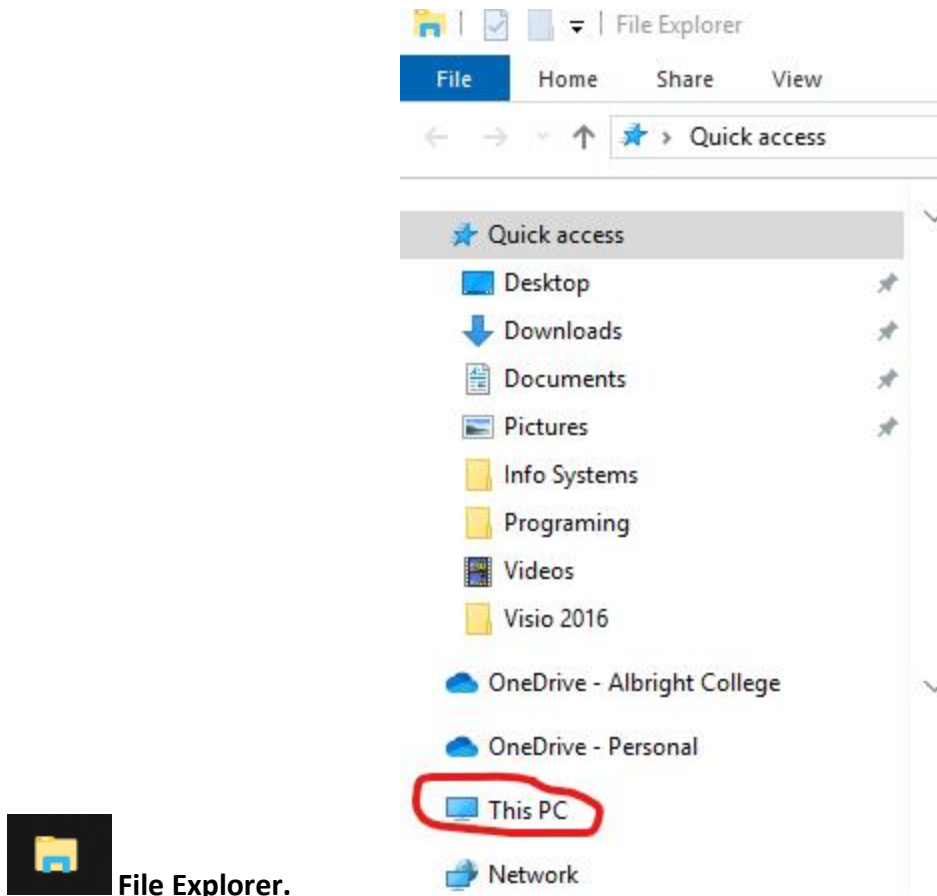 File Explorer
File Home Share View
Quick access
Quick access
Desktop
Downloads
Documents
Pictures
Info Systems
Programing
Videos
Visio 2016
OneDrive - Albright College
OneDrive - Personal
This PC
Network
File Explorer.